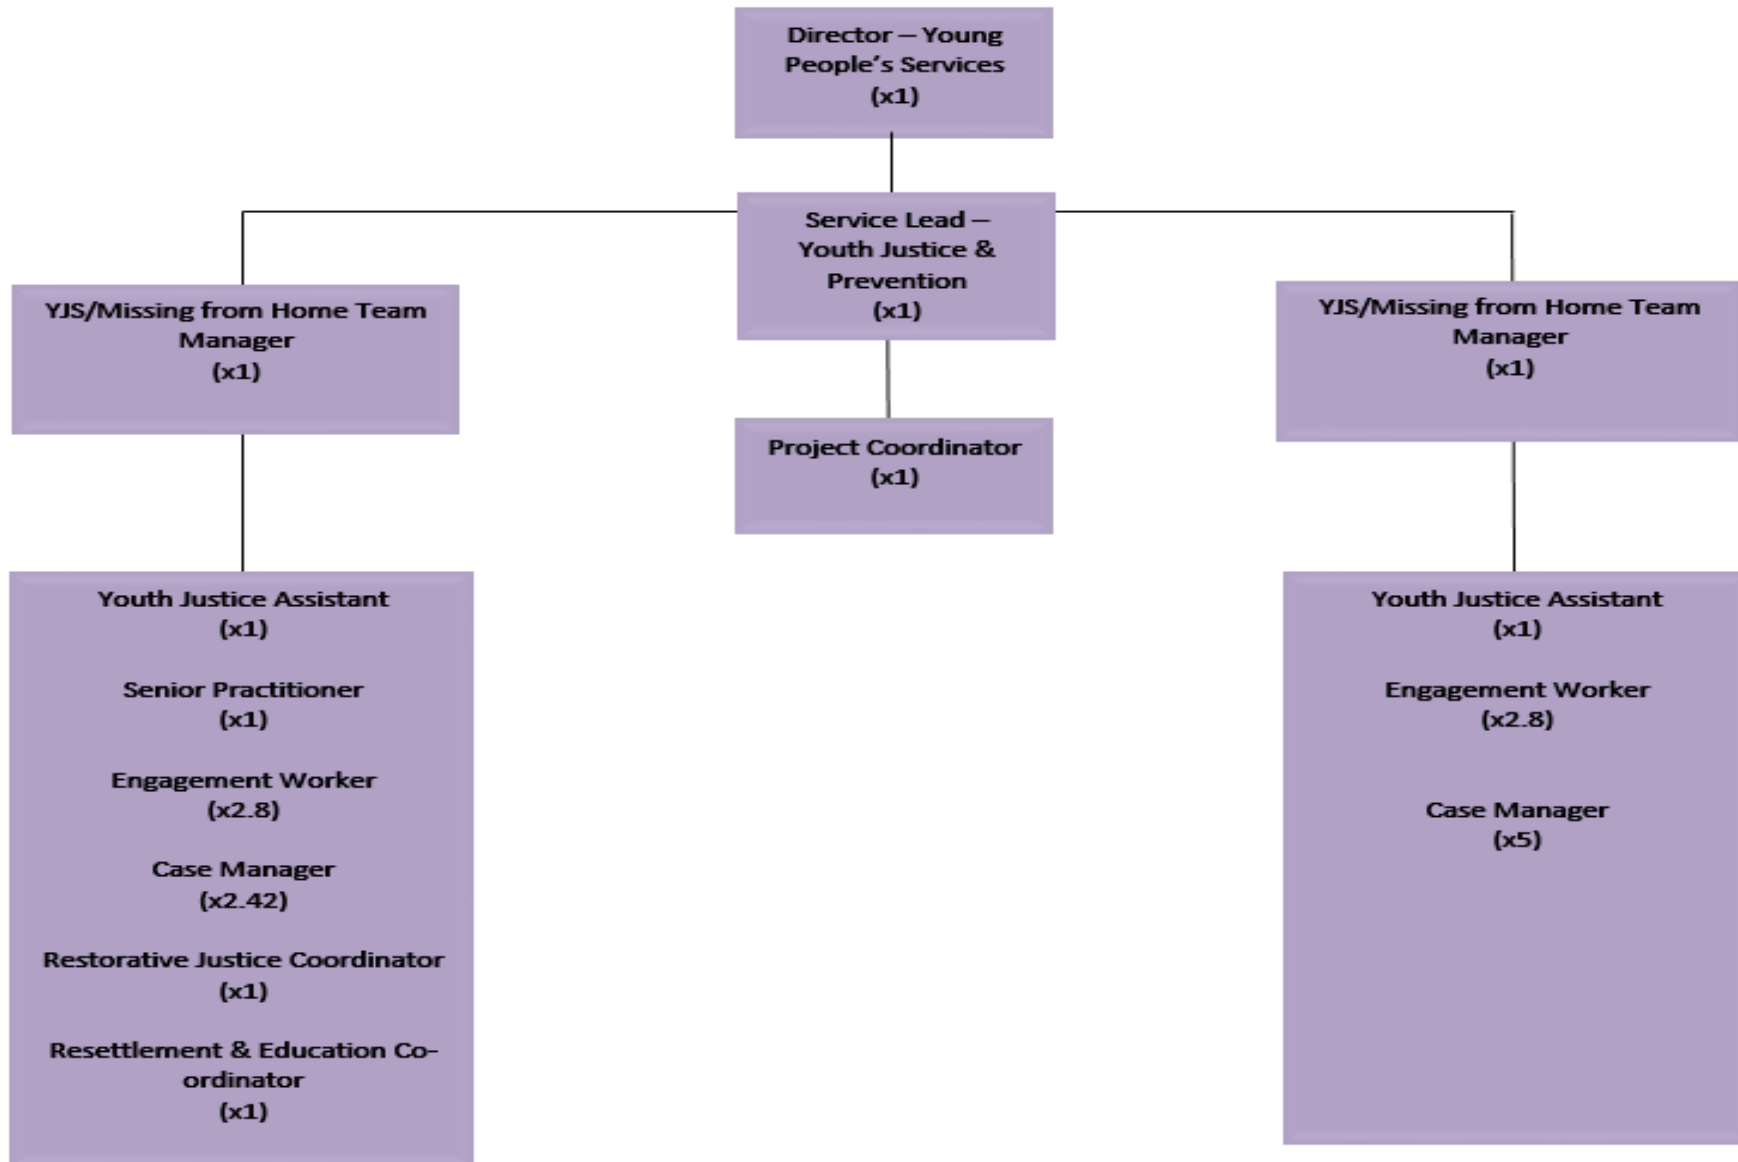 Director – Young
People's Services
(x1)
Service Lead –
Youth Justice &
Prevention
(x1)
YJS/Missing from Home Team
Manager
(x1)
YJS/Missing from Home Team
Manager
(x1)
Project Coordinator
(x1)
Youth Justice Assistant
(x1)
Senior Practitioner
(x1)
Engagement Worker
(x2.8)
Case Manager
(x2.42)
Restorative Justice Coordinator
(x1)
Resettlement & Education Co-
ordinator
(x1)
Youth Justice Assistant
(x1)
Engagement Worker
(x2.8)
Case Manager
(x5)